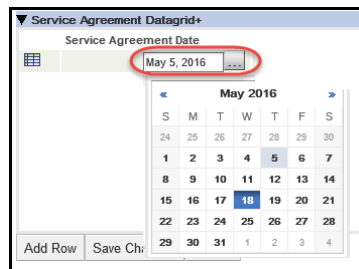 Service Agreement Datagrid+
Service Agreement Date
May 5, 2016 ...
« May 2016 »
S M T W T F S
24 25 26 27 28 29 30
1 2 3 4 5 6 7
8 9 10 11 12 13 14
15 16 17 18 19 20 21
22 23 24 25 26 27 28
29 30 31 1 2 3 4
Add Row Save Cha